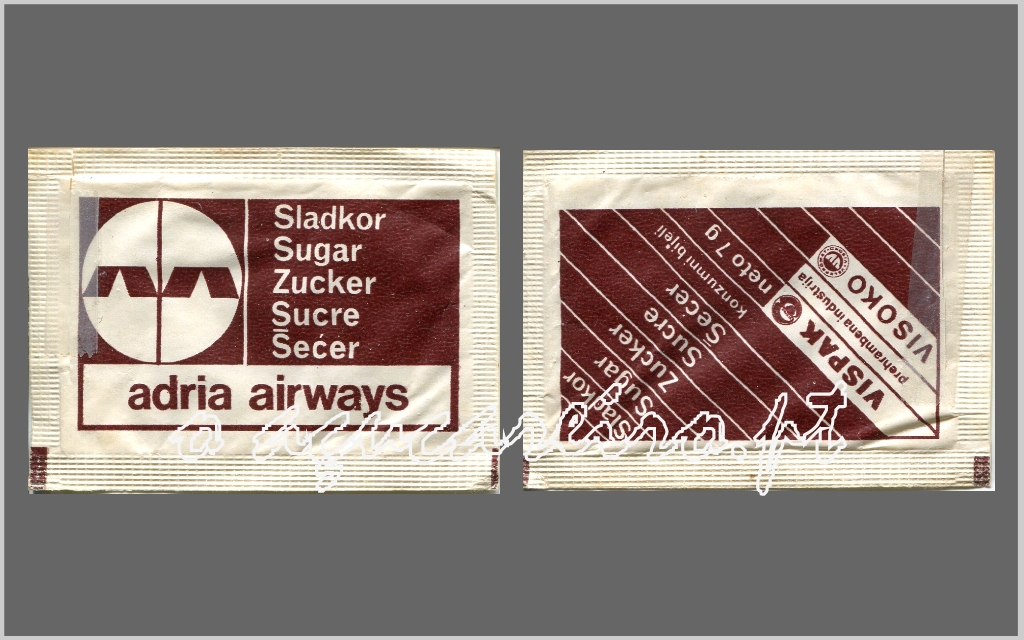 Sladkor
Sugar
Zucker
Sucre
Šećer
adria airways
Sladkor
Sugar
Zucker
Sucre
Šećer
konzumni bijeli
neto 7 g
VISPAK
prehrambena industrija
VISOKO